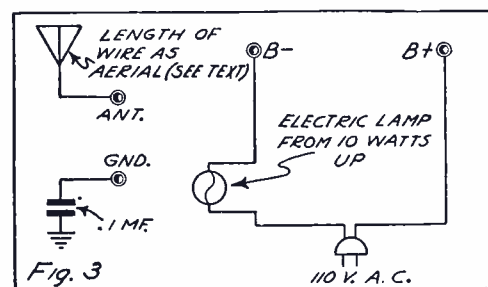 LENGTH OF
WIRE AS
AERIAL (SEE TEXT)
ANT.
GND.
.1 MF.
Fig. 3
B-
B+
ELECTRIC LAMP
FROM 10 WATTS
UP
110 V. A.C.